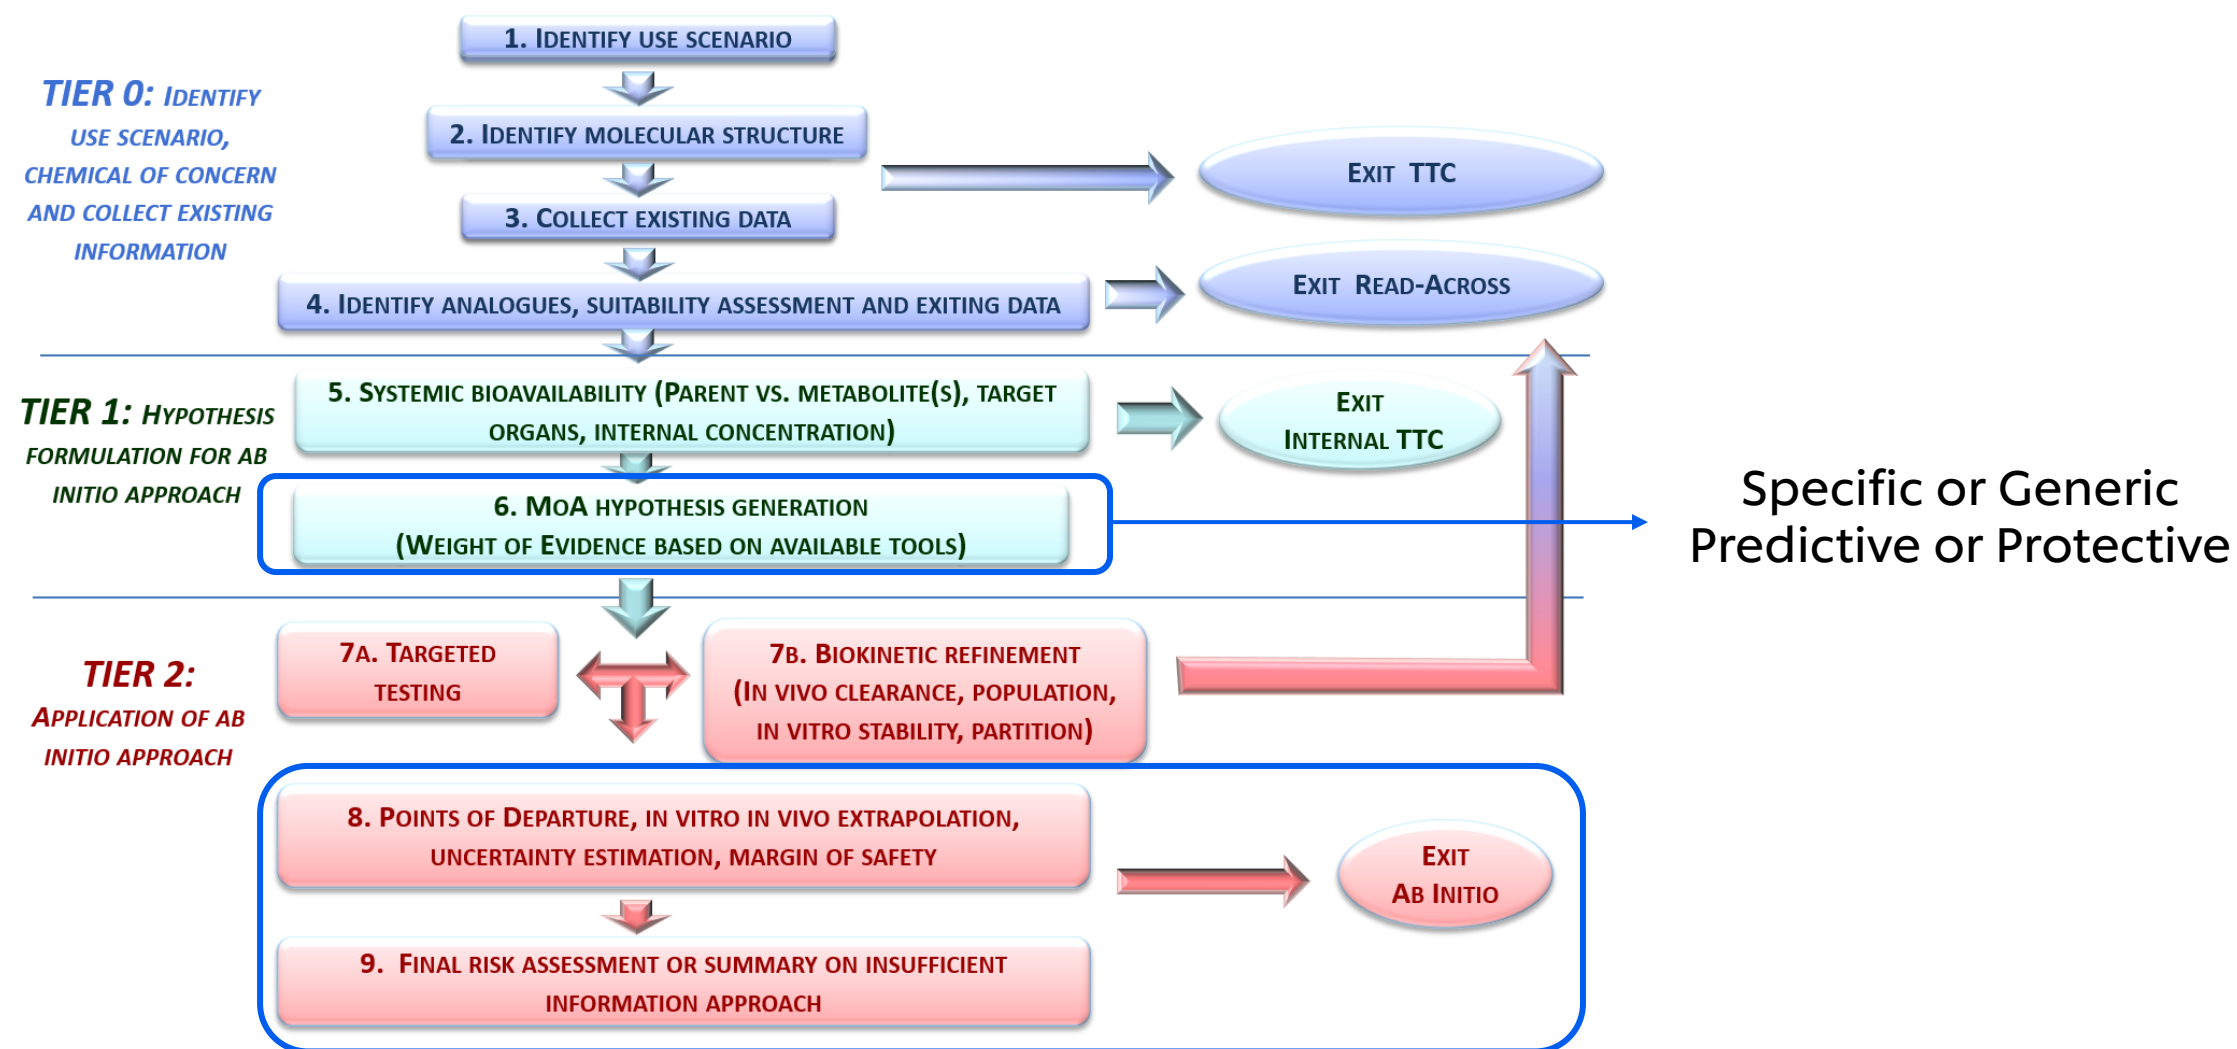 1. Identify use scenario
TIER 0: Identify
use scenario,
chemical of concern
and collect existing
information
2. Identify molecular structure
Exit TTC
3. Collect existing data
4. Identify analogues, suitability assessment and exiting data
Exit Read-Across
TIER 1: Hypothesis
formulation for ab
initio approach
5. Systemic bioavailability (Parent vs. metabolite(s), target
organs, internal concentration)
Exit
Internal TTC
6. MoA hypothesis generation
(Weight of Evidence based on available tools)
Specific or Generic
Predictive or Protective
TIER 2:
Application of ab
initio approach
7a. Targeted
testing
7b. Biokinetic refinement
(In vivo clearance, population,
in vitro stability, partition)
8. Points of Departure, in vitro in vivo extrapolation,
uncertainty estimation, margin of safety
Exit
Ab Initio
9. Final risk assessment or summary on insufficient
information approach